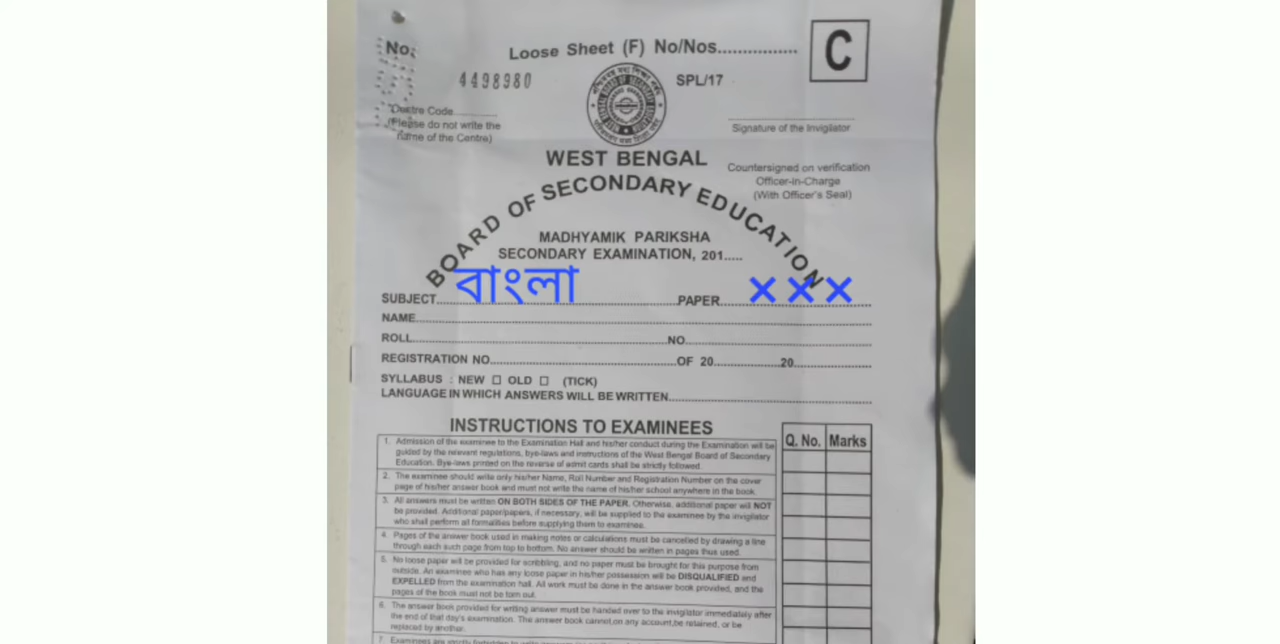 No:
Loose Sheet (F) No/Nos................
C
4498980
SPL/17
Centre Code
(Please do not write the
name of the Centre)
Signature of the Invigilator
WEST BENGAL
BOARD OF SECONDARY EDUCATION
Countersigned on verification
Officer-in-Charge
(With Officer's Seal)
MADHYAMIK PARIKSHA
SECONDARY EXAMINATION, 201.....
SUBJECT বাংলা PAPER ×××
NAME
ROLL NO.
REGISTRATION NO. OF 20 20
SYLLABUS : NEW □ OLD □ (TICK)
LANGUAGE IN WHICH ANSWERS WILL BE WRITTEN
INSTRUCTIONS TO EXAMINEES
Q. No. Marks
1. Admission of the examinee to the Examination Hall and his/her conduct during the Examination will be
guided by the relevant regulations, bye-laws and instructions of the West Bengal Board of Secondary
Education. Bye-laws printed on the reverse of admit cards shall be strictly followed.
2. The examinee should write only his/her Name, Roll Number and Registration Number on the cover
page of his/her answer book and must not write the name of his/her school anywhere in the book.
3. All answers must be written ON BOTH SIDES OF THE PAPER. Otherwise, additional paper will NOT
be provided. Additional paper/papers, if necessary, will be supplied to the examinee by the invigilator
who shall perform all formalities before supplying them to examinee.
4. Pages of the answer book used in making notes or calculations must be cancelled by drawing a line
through each such page from top to bottom. No answer should be written in pages thus used.
5. No loose paper will be provided for scribbling, and no paper must be brought for this purpose from
outside. An examinee who has any loose paper in his/her possession will be DISQUALIFIED and
EXPELLED from the examination hall. All work must be done in the answer book provided, and the
pages of the book must not be torn out.
6. The answer book provided for writing answer must be handed over to the invigilator immediately after
the end of that day's examination. The answer book cannot,on any account,be retained, or be
replaced by another.
7. Examinees are strictly forbidden to write